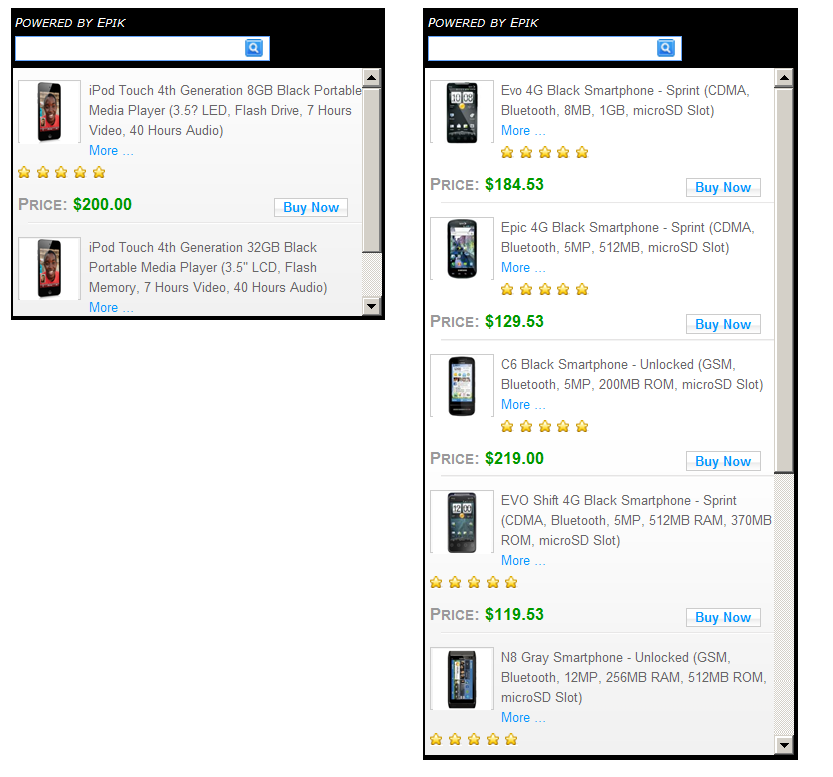 POWERED BY EPIK
iPod Touch 4th Generation 8GB Black Portable
Media Player (3.5? LED, Flash Drive, 7 Hours
Video, 40 Hours Audio)
More ...
PRICE: $200.00
Buy Now
iPod Touch 4th Generation 32GB Black
Portable Media Player (3.5" LCD, Flash
Memory, 7 Hours Video, 40 Hours Audio)
More ...
POWERED BY EPIK
Evo 4G Black Smartphone - Sprint (CDMA,
Bluetooth, 8MB, 1GB, microSD Slot)
More ...
PRICE: $184.53
Buy Now
Epic 4G Black Smartphone - Sprint (CDMA,
Bluetooth, 5MP, 512MB, microSD Slot)
More ...
PRICE: $129.53
Buy Now
C6 Black Smartphone - Unlocked (GSM,
Bluetooth, 5MP, 200MB ROM, microSD Slot)
More ...
PRICE: $219.00
Buy Now
EVO Shift 4G Black Smartphone - Sprint
(CDMA, Bluetooth, 5MP, 512MB RAM, 370MB
ROM, microSD Slot)
More ...
PRICE: $119.53
Buy Now
N8 Gray Smartphone - Unlocked (GSM,
Bluetooth, 12MP, 256MB RAM, 512MB ROM,
microSD Slot)
More ...